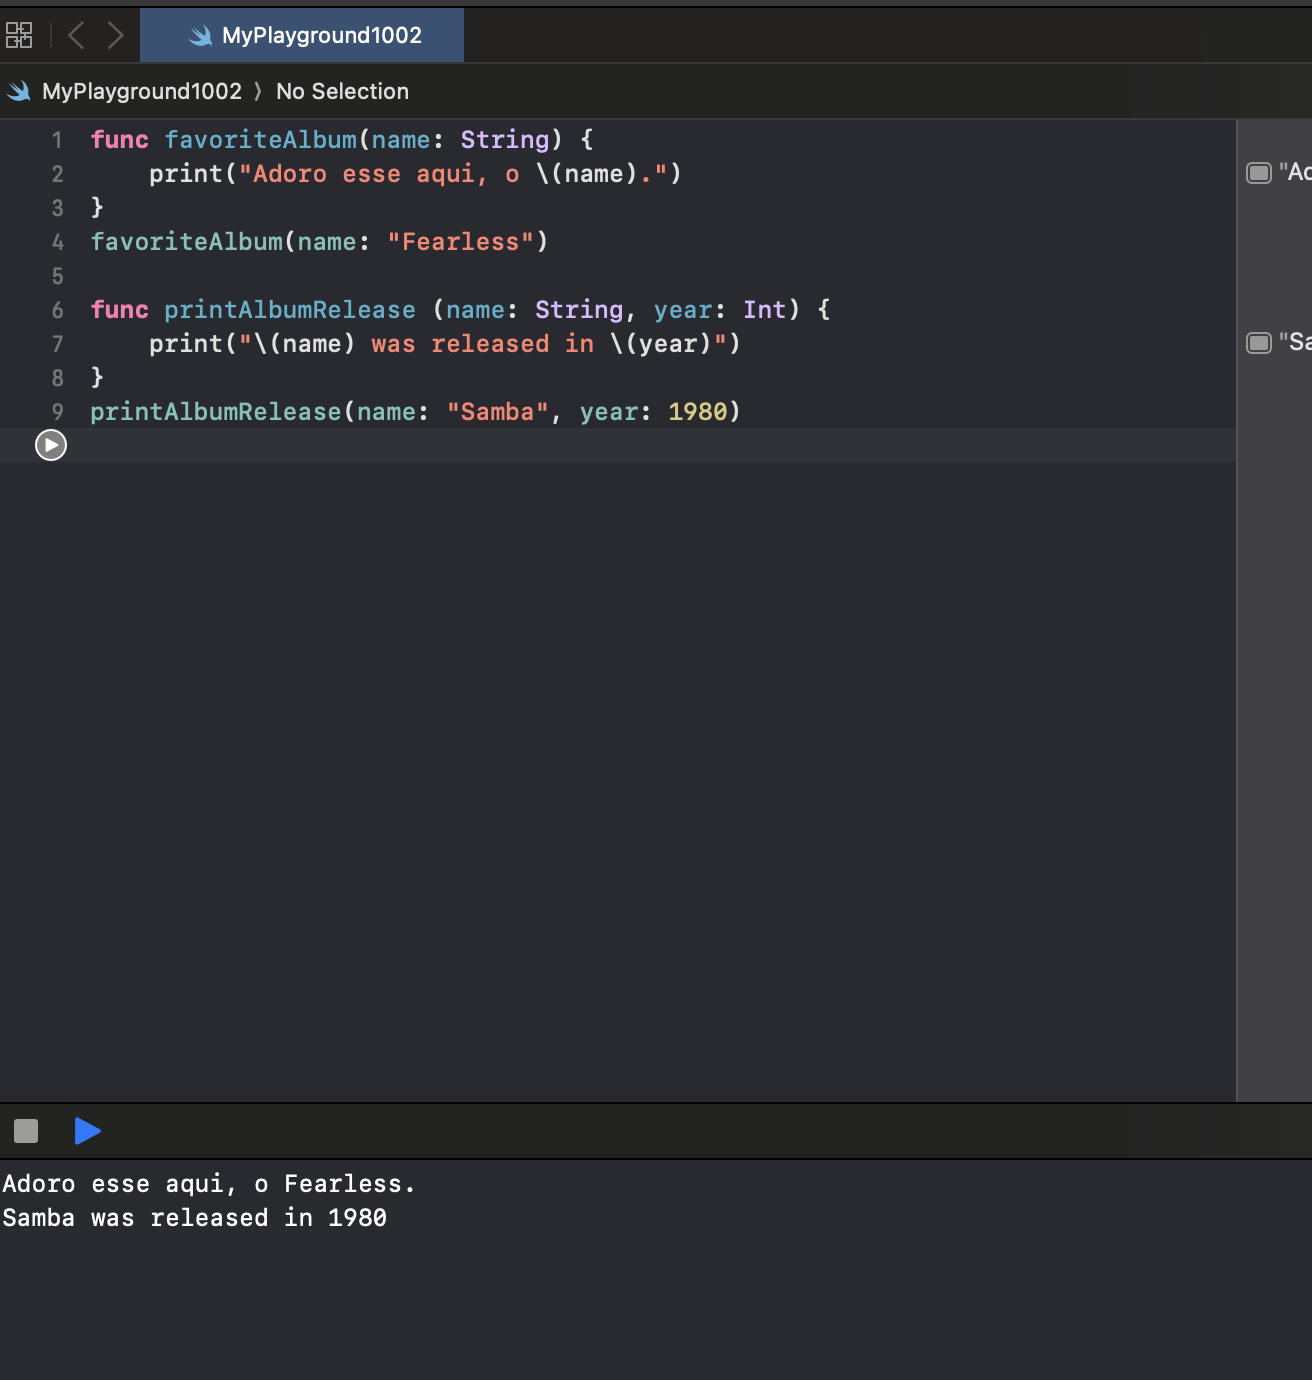 MyPlayground1002
MyPlayground1002 〉 No Selection
1 func favoriteAlbum(name: String) {
2     print("Adoro esse aqui, o \(name).")
3 }
4 favoriteAlbum(name: "Fearless")
5
6 func printAlbumRelease (name: String, year: Int) {
7     print("\(name) was released in \(year)")
8 }
9 printAlbumRelease(name: "Samba", year: 1980)
"Ad
"Sa
Adoro esse aqui, o Fearless.
Samba was released in 1980